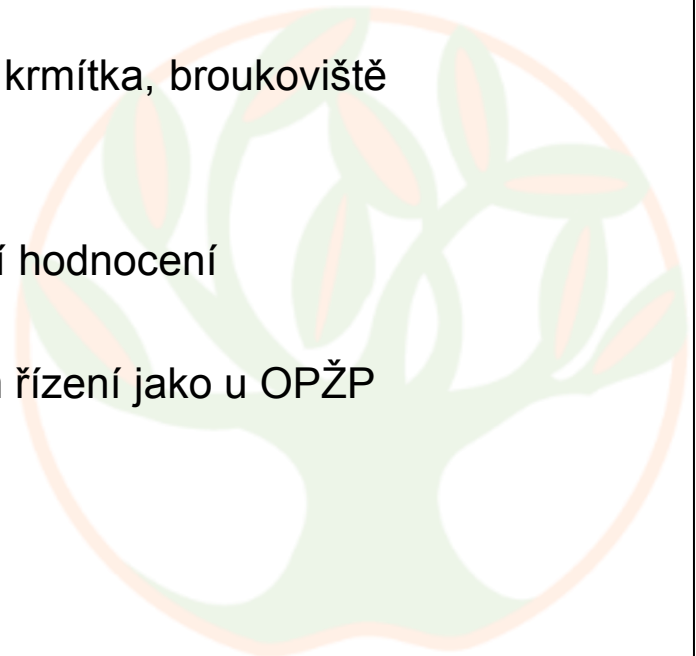 krmítka, broukoviště
í hodnocení
řízení jako u OPŽP